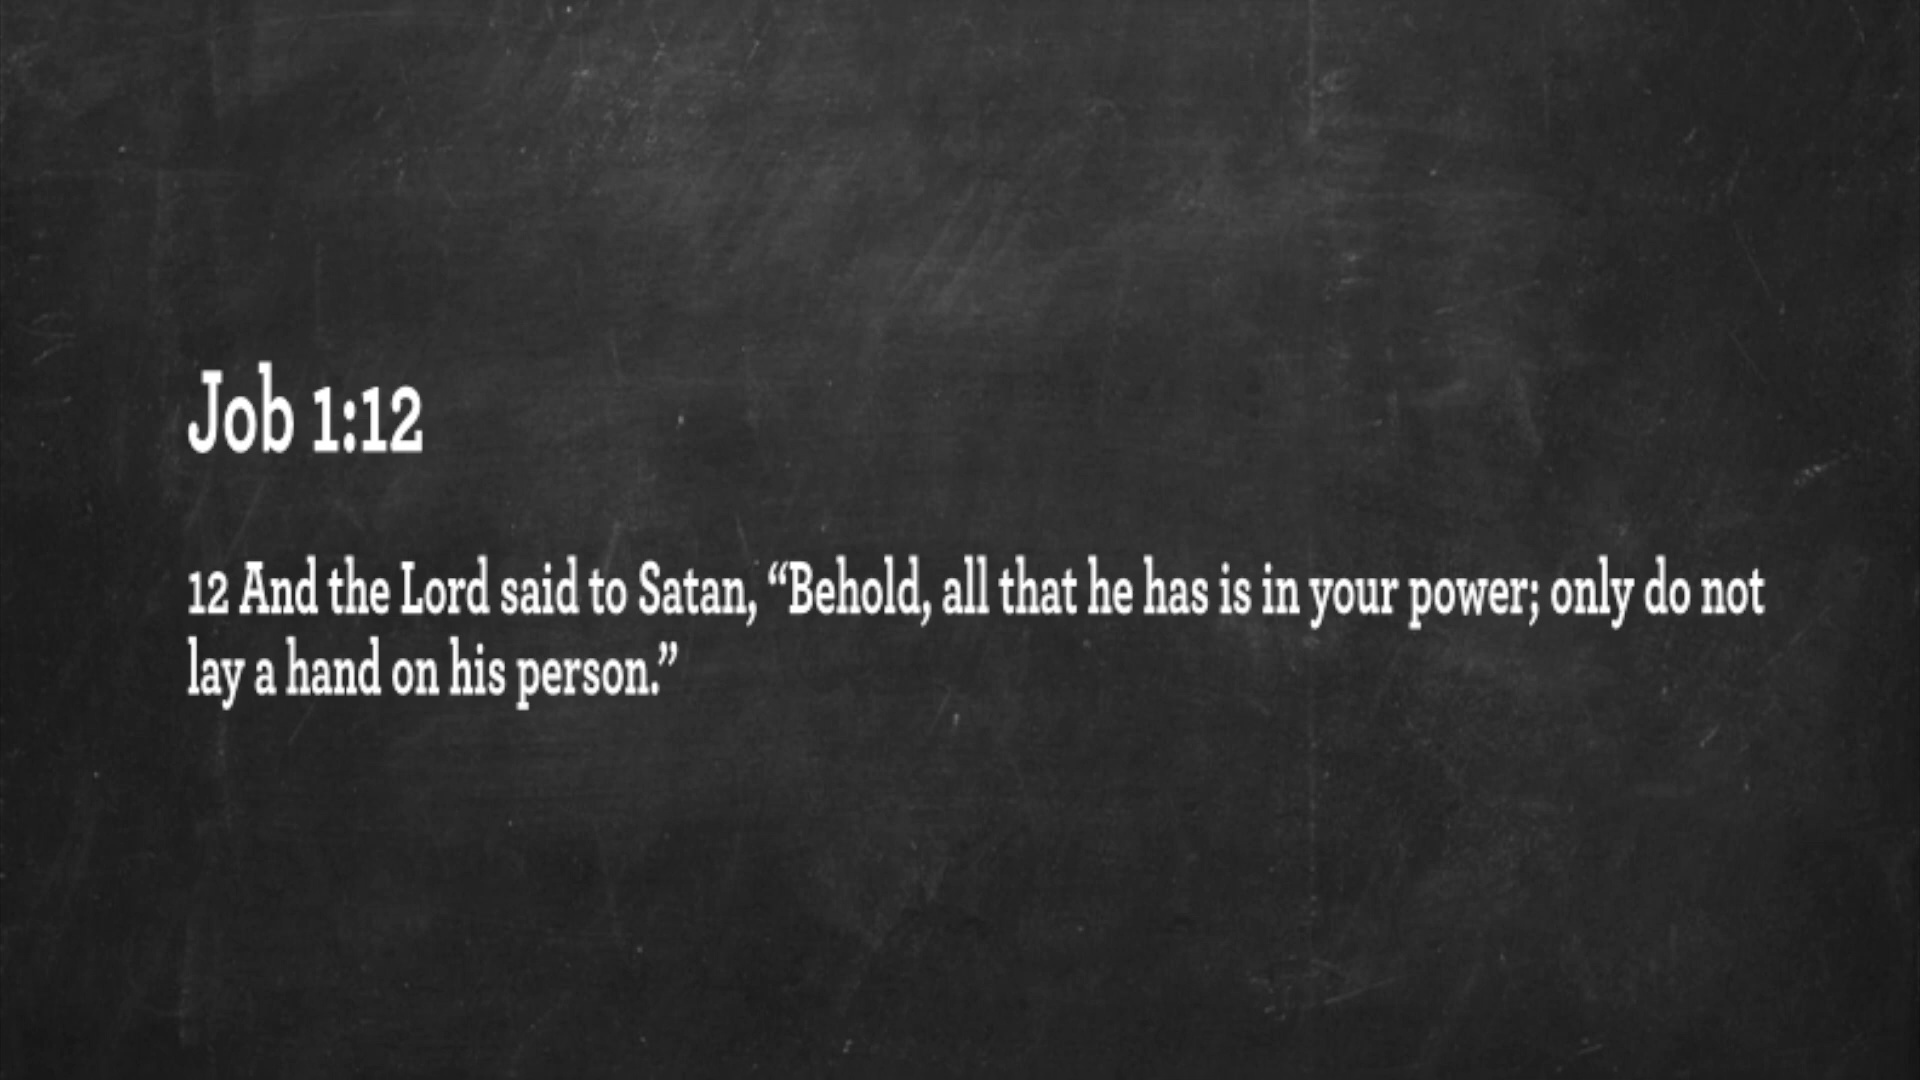 Job 1:12
12 And the Lord said to Satan, “Behold, all that he has is in your power; only do not
lay a hand on his person.”